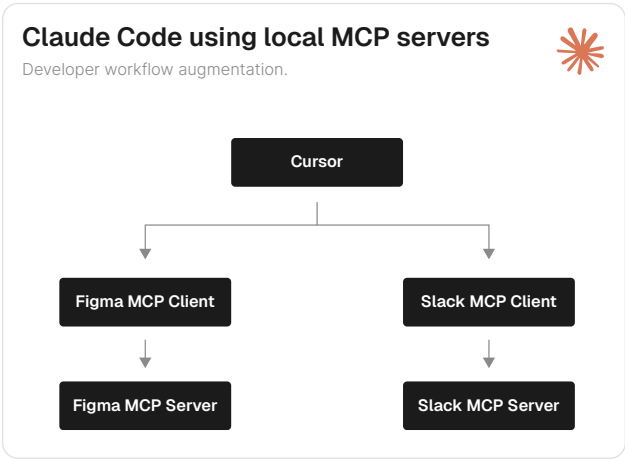 Claude Code using local MCP servers
Developer workflow augmentation.
Cursor
Figma MCP Client
Slack MCP Client
Figma MCP Server
Slack MCP Server